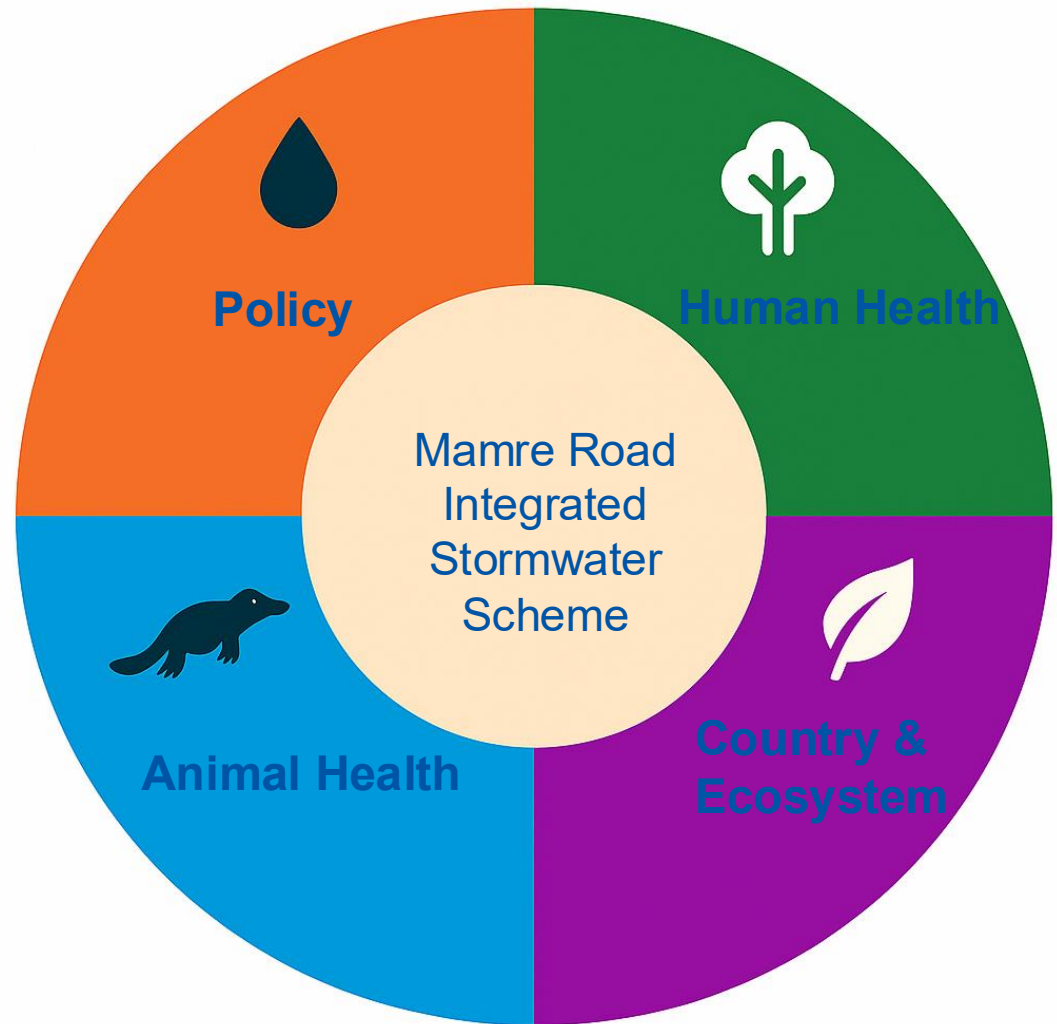 Policy
Human Health
Mamre Road
Integrated
Stormwater
Scheme
Animal Health
Country &
Ecosystem